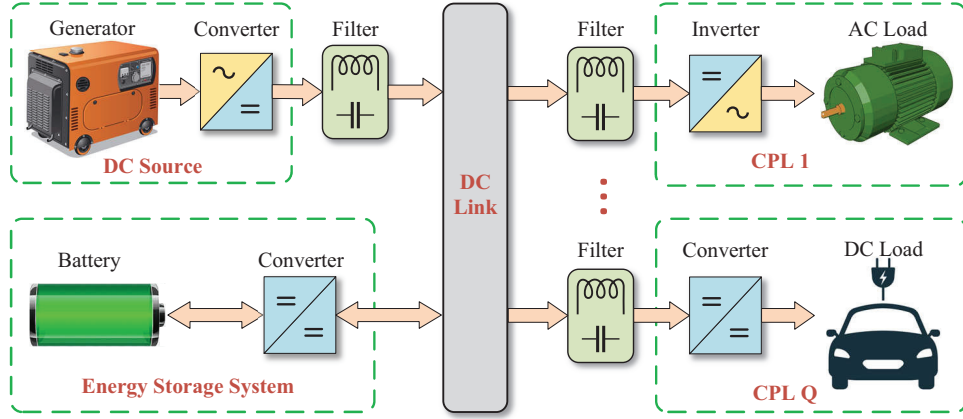 Generator
Converter
Filter
DC Source
Filter
Inverter
AC Load
CPL 1
DC
Link
Battery
Converter
Energy Storage System
Filter
Converter
DC Load
CPL Q